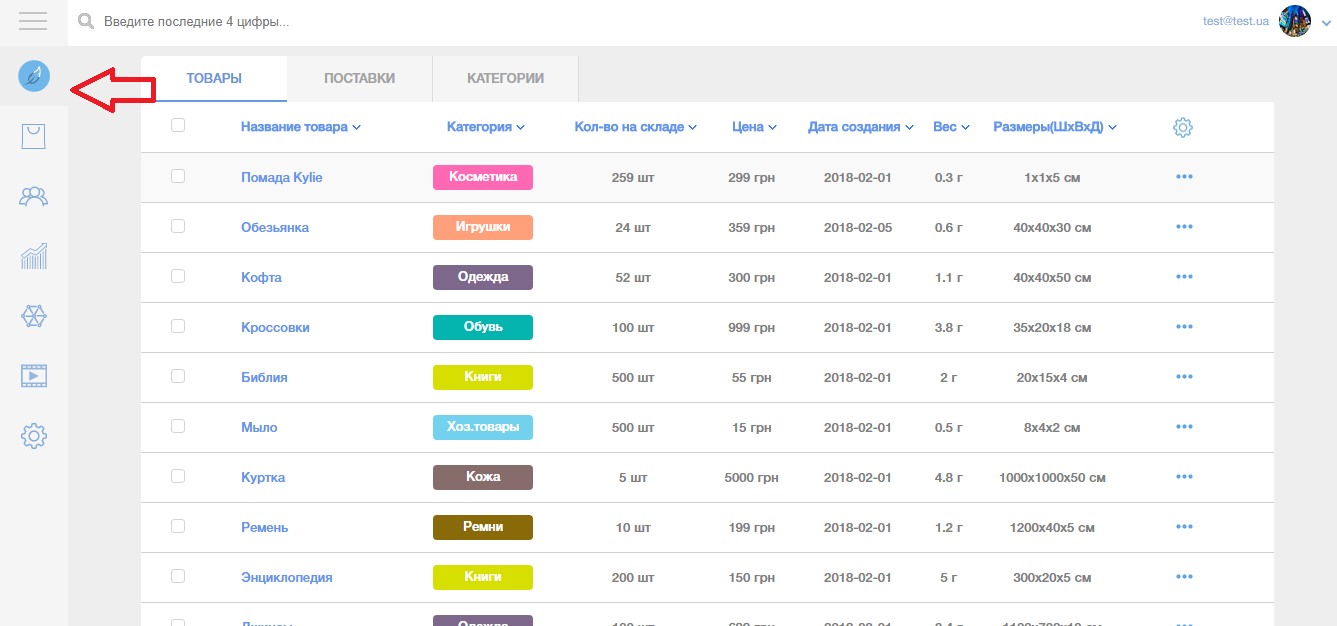 Введите последние 4 цифры...
test@test.ua
ТОВАРЫ ПОСТАВКИ КАТЕГОРИИ
Название товара Категория Кол-во на складе Цена Дата создания Вес Размеры(ШхВхД)
Помада Kylie Косметика 259 шт 299 грн 2018-02-01 0.3 г 1x1x5 см
Обезьянка Игрушки 24 шт 359 грн 2018-02-05 0.6 г 40x40x30 см
Кофта Одежда 52 шт 300 грн 2018-02-01 1.1 г 40x40x50 см
Кроссовки Обувь 100 шт 999 грн 2018-02-01 3.8 г 35x20x18 см
Библия Книги 500 шт 55 грн 2018-02-01 2 г 20x15x4 см
Мыло Хоз.товары 500 шт 15 грн 2018-02-01 0.5 г 8x4x2 см
Куртка Кожа 5 шт 5000 грн 2018-02-01 4.8 г 1000x1000x50 см
Ремень Ремни 10 шт 199 грн 2018-02-01 1.2 г 1200x40x5 см
Энциклопедия Книги 200 шт 150 грн 2018-02-01 5 г 300x20x5 см
Одежда 2018-02-01